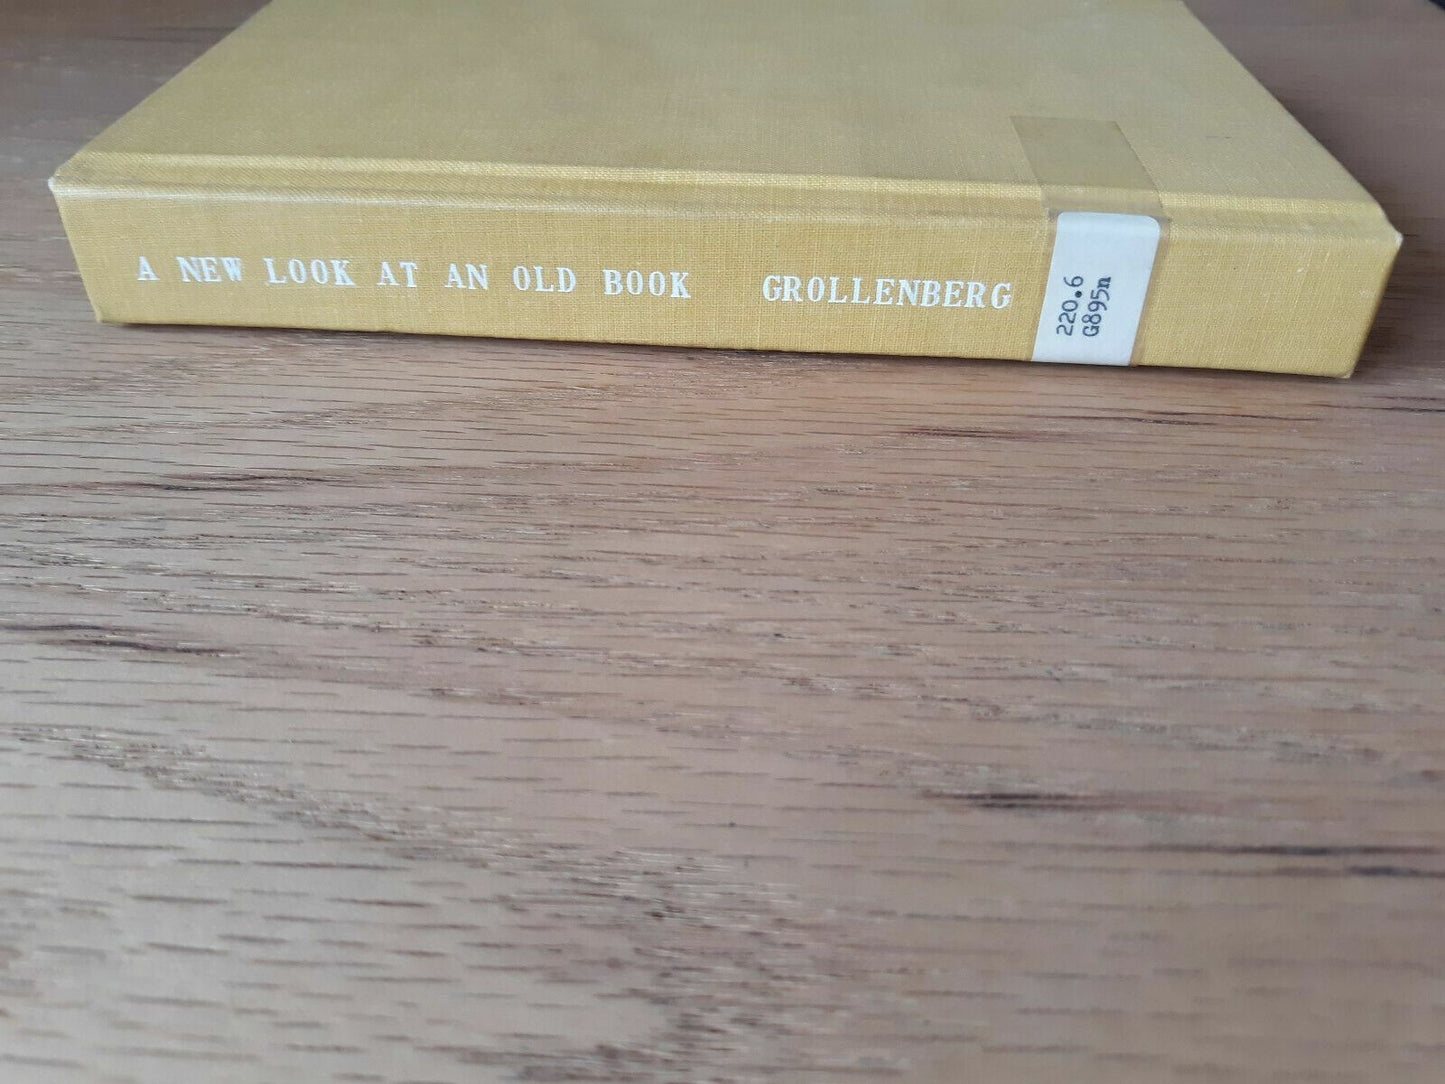 A NEW LOOK AT AN OLD BOOK GROLLENBERG
220.6
G895n